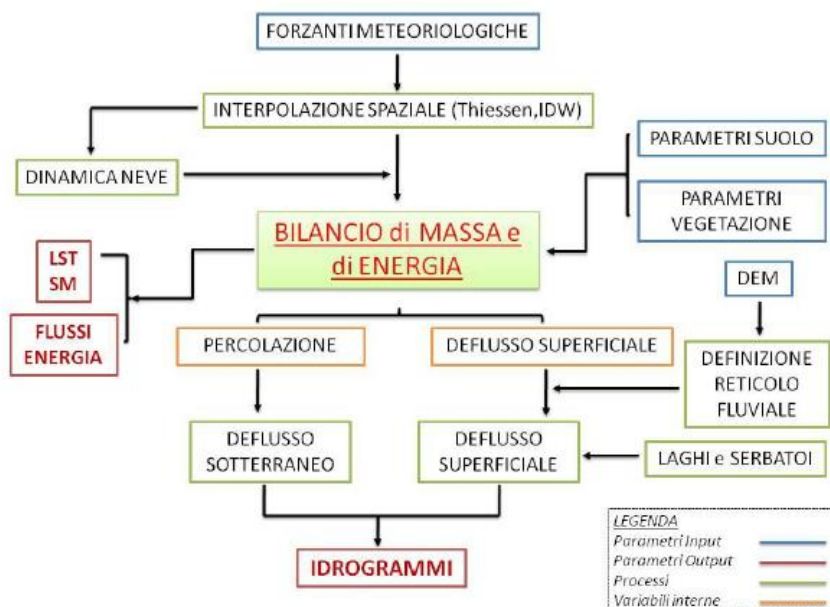 FORZANTI METEORIOLOGICHE
INTERPOLAZIONE SPAZIALE (Thiessen,IDW)
DINAMICA NEVE
PARAMETRI SUOLO
PARAMETRI
VEGETAZIONE
BILANCIO di MASSA e
di ENERGIA
LST
SM
FLUSSI
ENERGIA
DEM
PERCOLAZIONE
DEFLUSSO SUPERFICIALE
DEFINIZIONE
RETICOLO
FLUVIALE
DEFLUSSO
SOTTERRANEO
DEFLUSSO
SUPERFICIALE
LAGHI e SERBATOI
IDROGRAMMI
LEGENDA
Parametri Input
Parametri Output
Processi
Variabili interne